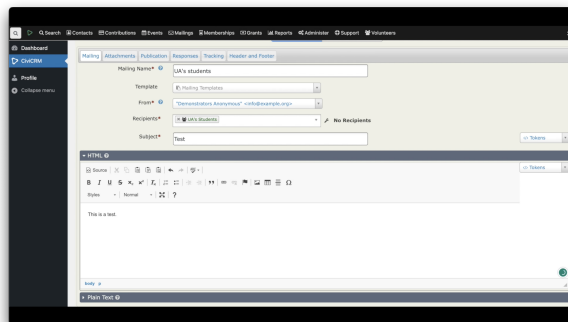 Search Contacts Contributions Events Mailings Memberships Grants Reports Administer Support Volunteers
Dashboard
CiviCRM
Profile
Collapse menu
Mailing Attachments Publication Responses Tracking Header and Footer
Mailing Name* UA's students
Template Mailing Templates
From* "Demonstrators Anonymous" <info@example.org>
Recipients* UA's Students No Recipients
Subject* Test Tokens
HTML
Source Tokens
B I U S
Styles Normal ?
This is a test.
body p
Plain Text